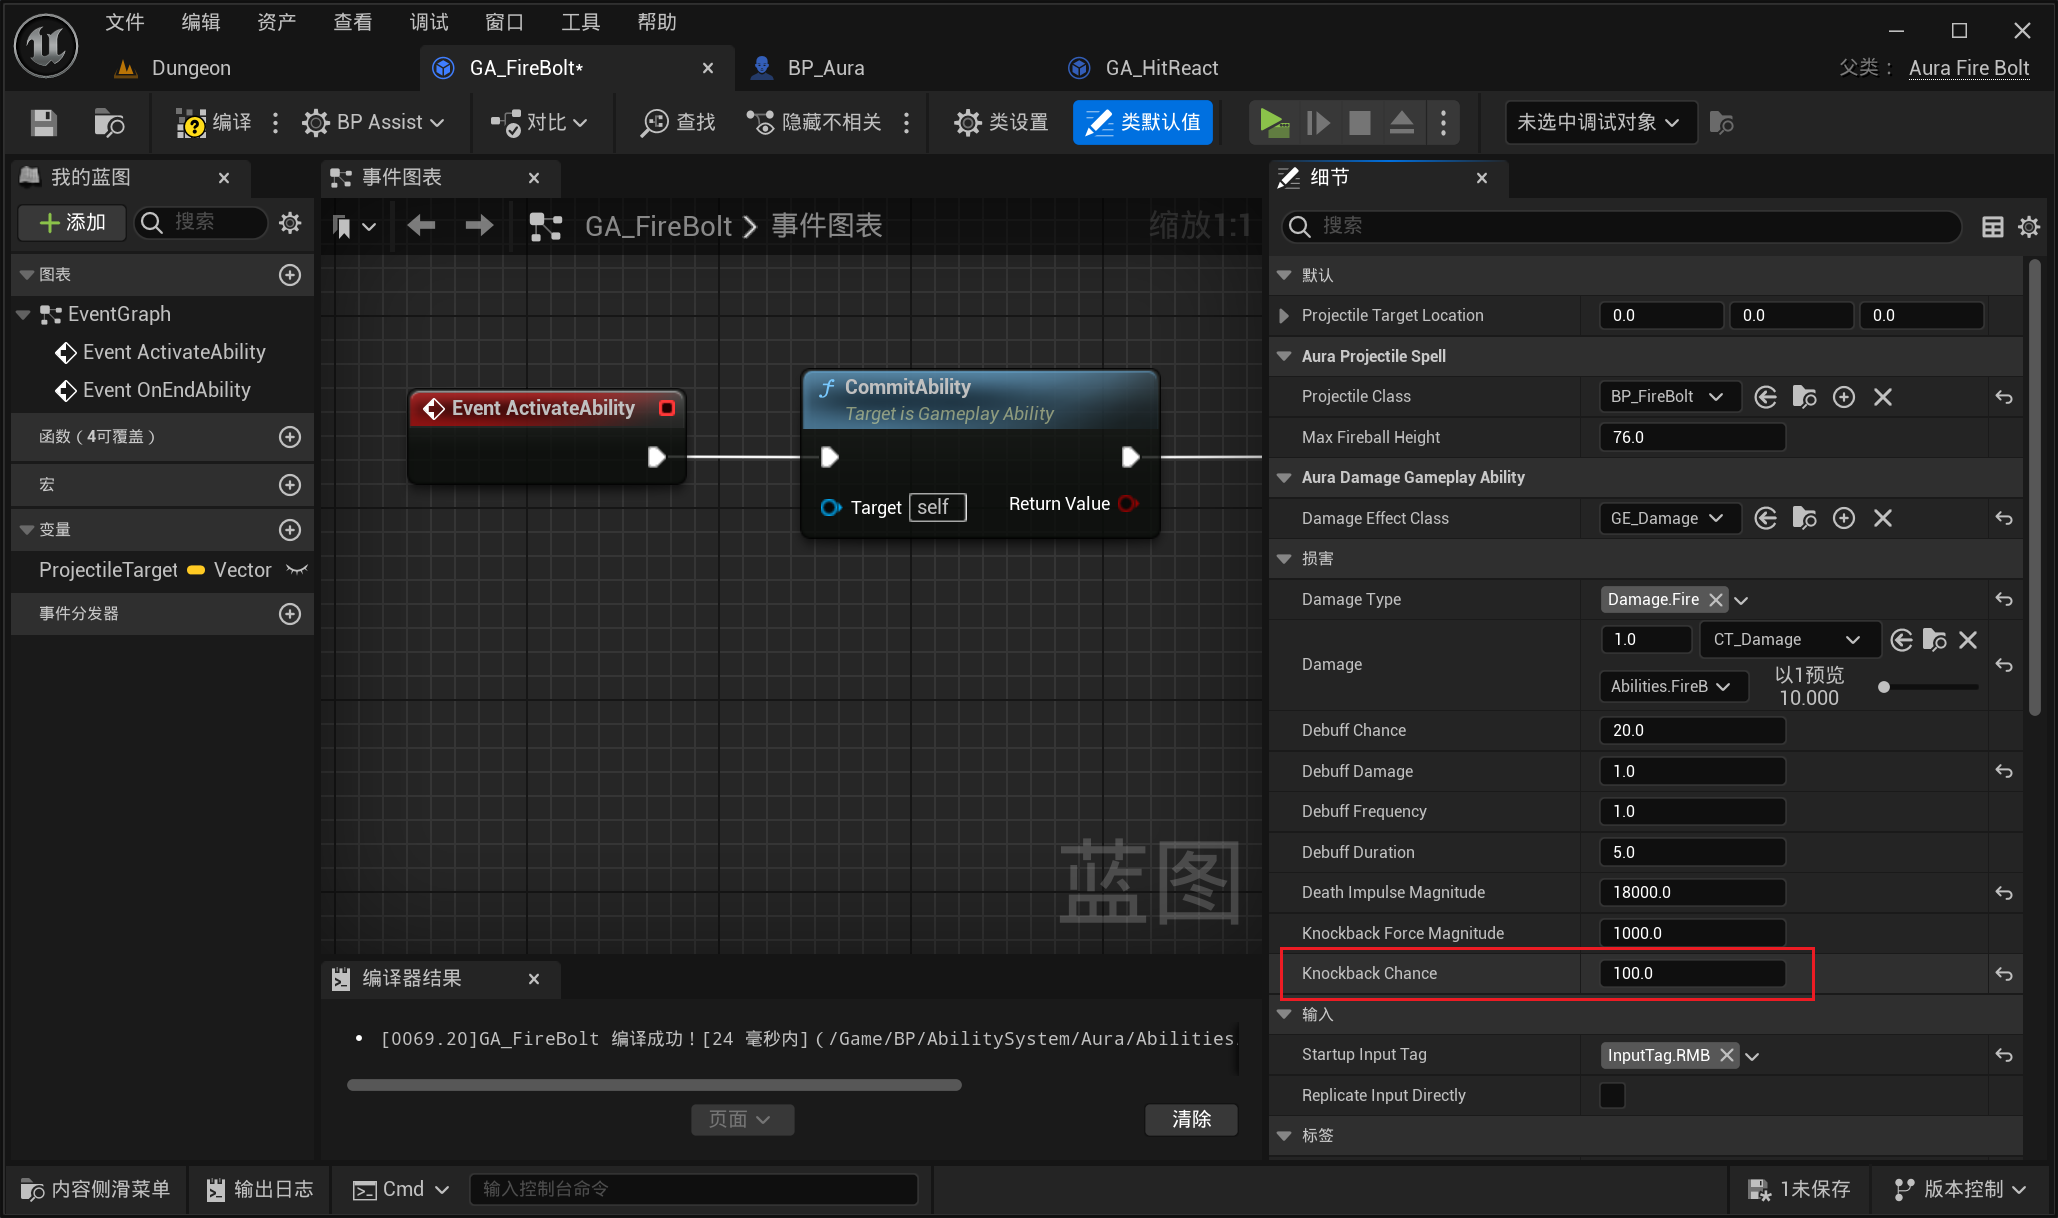 文件 编辑 资产 查看 调试 窗口 工具 帮助
Dungeon GA_FireBolt* BP_Aura GA_HitReact 父类： Aura Fire Bolt
编译 BP Assist 对比 查找 隐藏不相关 类设置 类默认值 未选中调试对象
我的蓝图
添加 搜索
图表
EventGraph
Event ActivateAbility
Event OnEndAbility
函数（4可覆盖）
宏
变量
ProjectileTarget Vector
事件分发器
事件图表
GA_FireBolt 事件图表 缩放1:1
Event ActivateAbility
CommitAbility
Target is Gameplay Ability
Target self Return Value
蓝图
编译器结果
[0069.20]GA_FireBolt 编译成功！[24 毫秒内]（/Game/BP/AbilitySystem/Aura/Abilities
页面 清除
细节
搜索
默认
Projectile Target Location 0.0 0.0 0.0
Aura Projectile Spell
Projectile Class BP_FireBolt
Max Fireball Height 76.0
Aura Damage Gameplay Ability
Damage Effect Class GE_Damage
损害
Damage Type Damage.Fire
1.0 CT_Damage
Damage
Abilities.FireB 以1预览
10.000
Debuff Chance 20.0
Debuff Damage 1.0
Debuff Frequency 1.0
Debuff Duration 5.0
Death Impulse Magnitude 18000.0
Knockback Force Magnitude 1000.0
Knockback Chance 100.0
输入
Startup Input Tag InputTag.RMB
Replicate Input Directly
标签
内容侧滑菜单 输出日志 Cmd 输入控制台命令 1未保存 版本控制